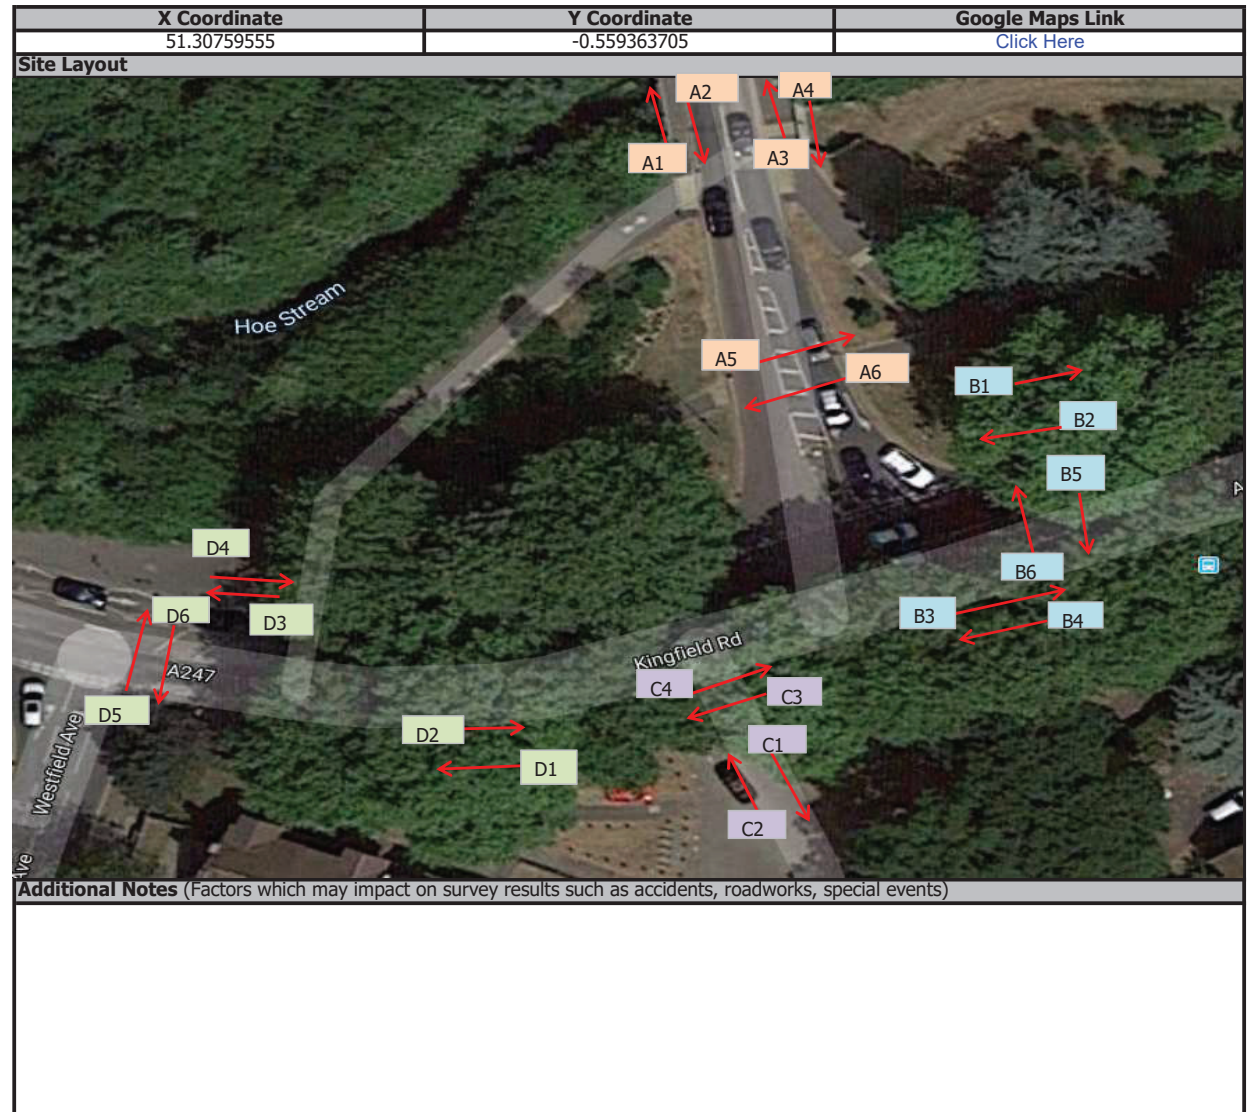 X Coordinate Y Coordinate Google Maps Link
51.30759555 -0.559363705 Click Here
Site Layout
A2 A4
A1 A3
Hoe Stream
A5 A6
B1
B2
B5
A
D4
B6
D6 D3 B3 B4
Kingfield Rd
A247
C4 C3
D5
D2 C1
Westfield Ave
D1
C2
Ave
Additional Notes (Factors which may impact on survey results such as accidents, roadworks, special events)